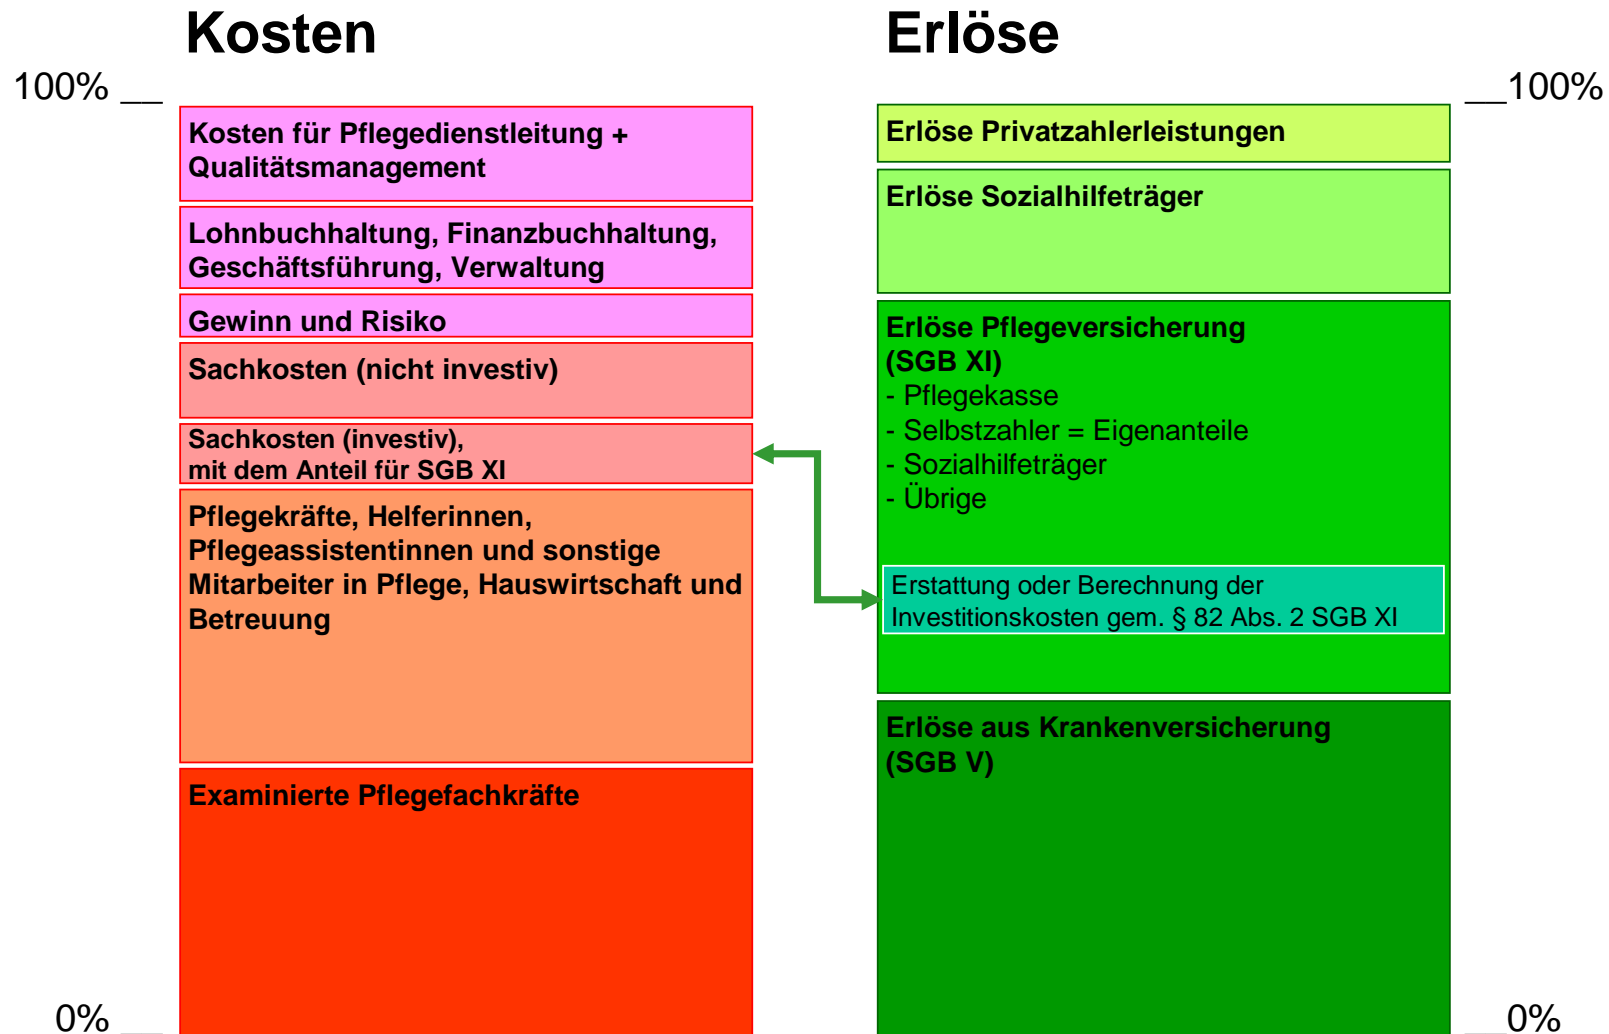 Kosten
100% __
Kosten für Pflegedienstleitung +
Qualitätsmanagement
Lohnbuchhaltung, Finanzbuchhaltung,
Geschäftsführung, Verwaltung
Gewinn und Risiko
Sachkosten (nicht investiv)
Sachkosten (investiv),
mit dem Anteil für SGB XI
Pflegekräfte, Helferinnen,
Pflegeassistentinnen und sonstige
Mitarbeiter in Pflege, Hauswirtschaft und
Betreuung
Examinierte Pflegefachkräfte
0% __
Erlöse
__100%
Erlöse Privatzahlerleistungen
Erlöse Sozialhilfeträger
Erlöse Pflegeversicherung
(SGB XI)
- Pflegekasse
- Selbstzahler = Eigenanteile
- Sozialhilfeträger
- Übrige
Erstattung oder Berechnung der
Investitionskosten gem. § 82 Abs. 2 SGB XI
Erlöse aus Krankenversicherung
(SGB V)
__0%